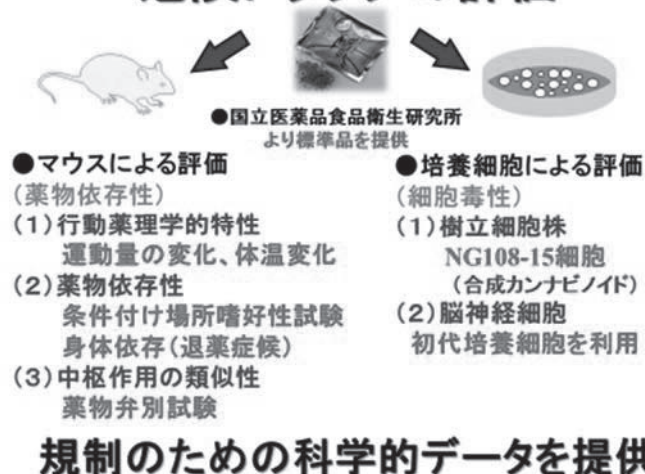 ●国立医薬品食品衛生研究所
より標準品を提供
●マウスによる評価
(薬物依存性)
(1)行動薬理学的特性
運動量の変化、体温変化
(2)薬物依存性
条件付け場所嗜好性試験
身体依存(退薬症候)
(3)中枢作用の類似性
薬物弁別試験
●培養細胞による評価
(細胞毒性)
(1)樹立細胞株
NG108-15細胞
(合成カンナビノイド)
(2)脳神経細胞
初代培養細胞を利用
規制のための科学的データを提供